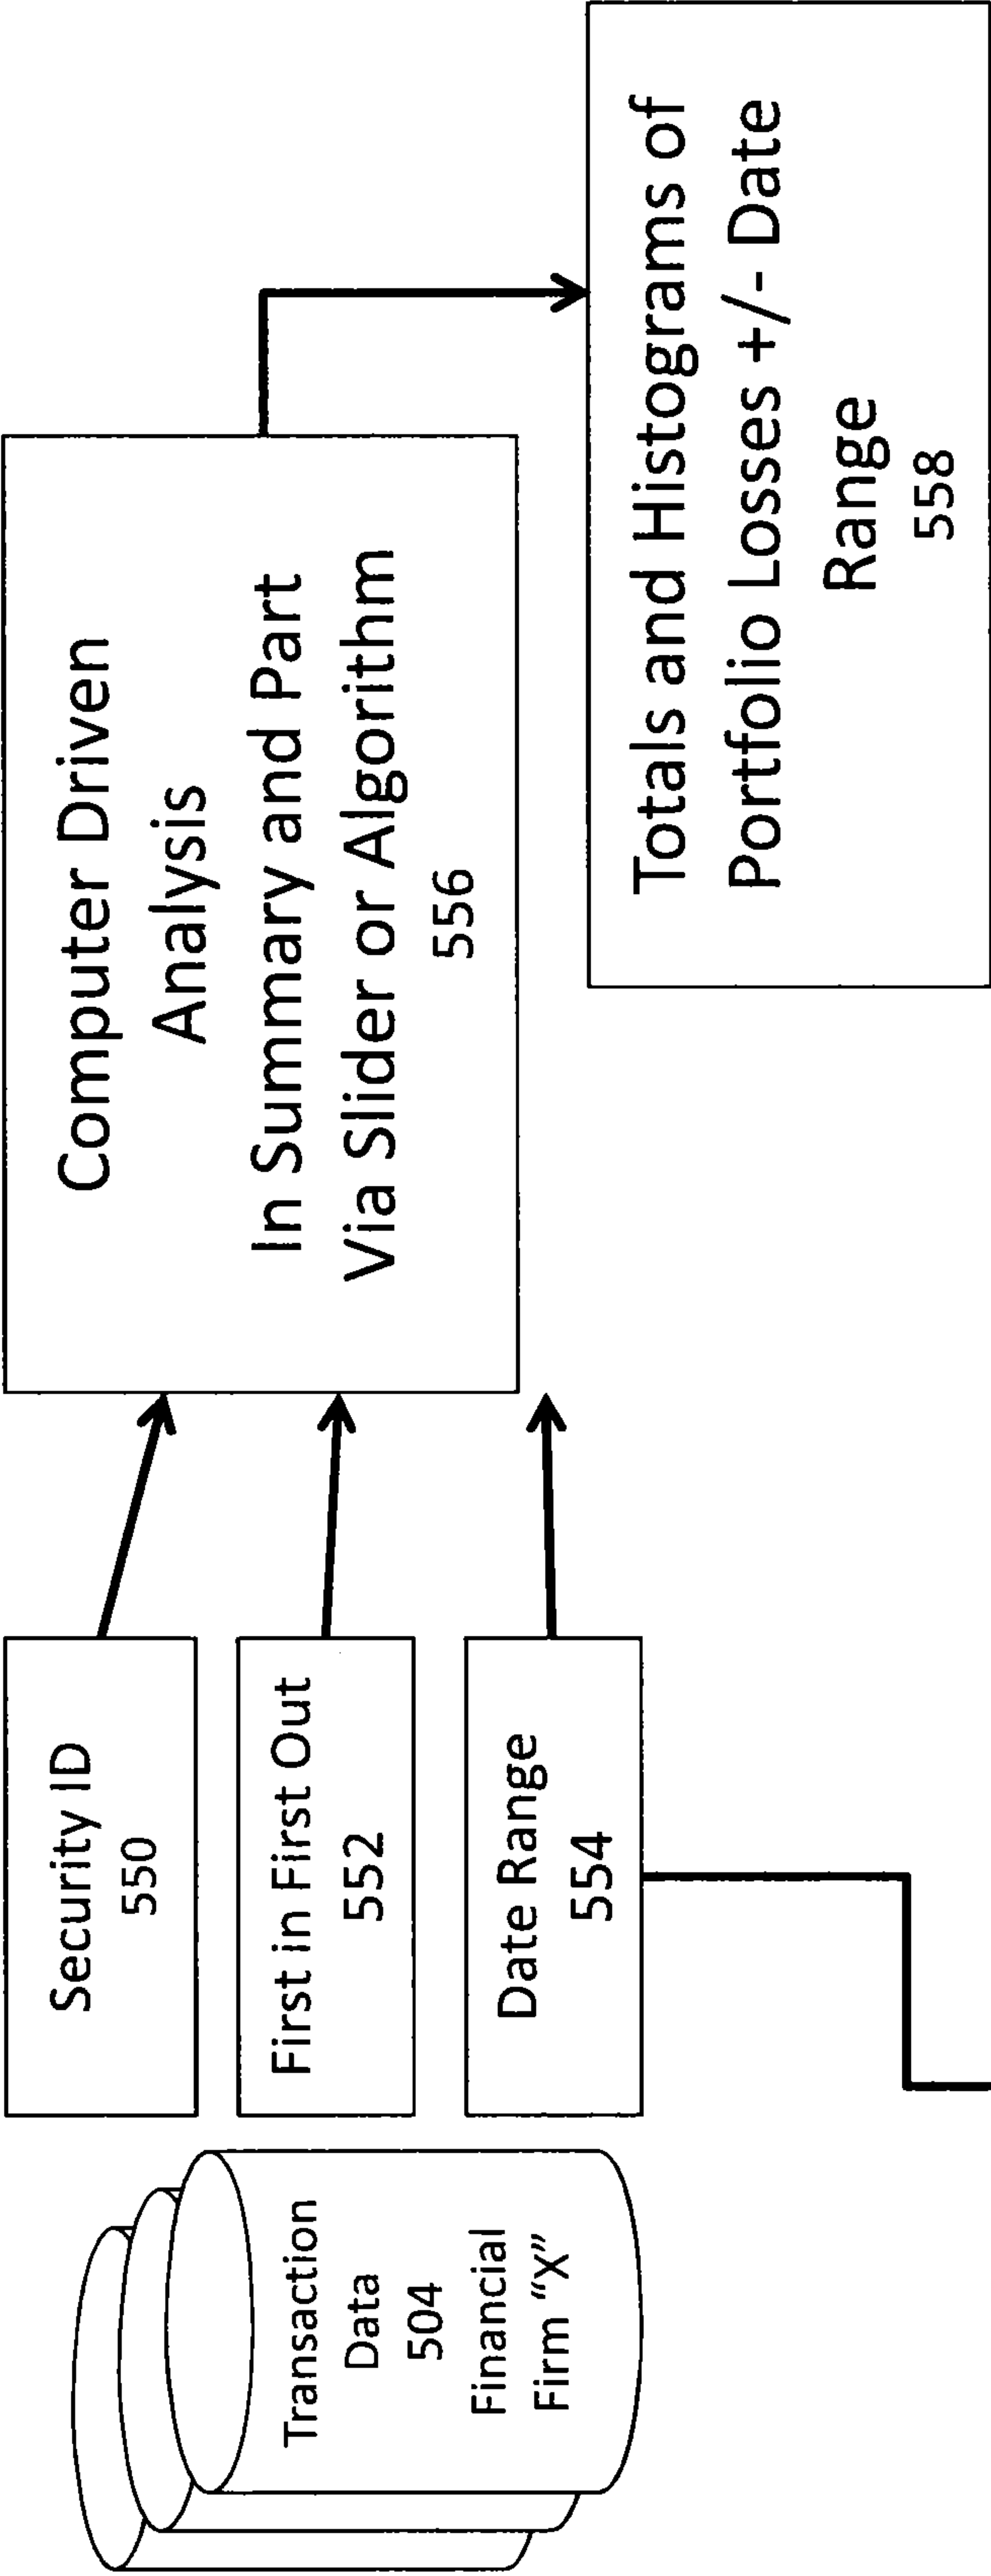 Transaction
Data
504
Financial
Firm “X”
Security ID
550
First in First Out
552
Date Range
554
Computer Driven
Analysis
In Summary and Part
Via Slider or Algorithm
556
Totals and Histograms of
Portfolio Losses +/- Date
Range
558